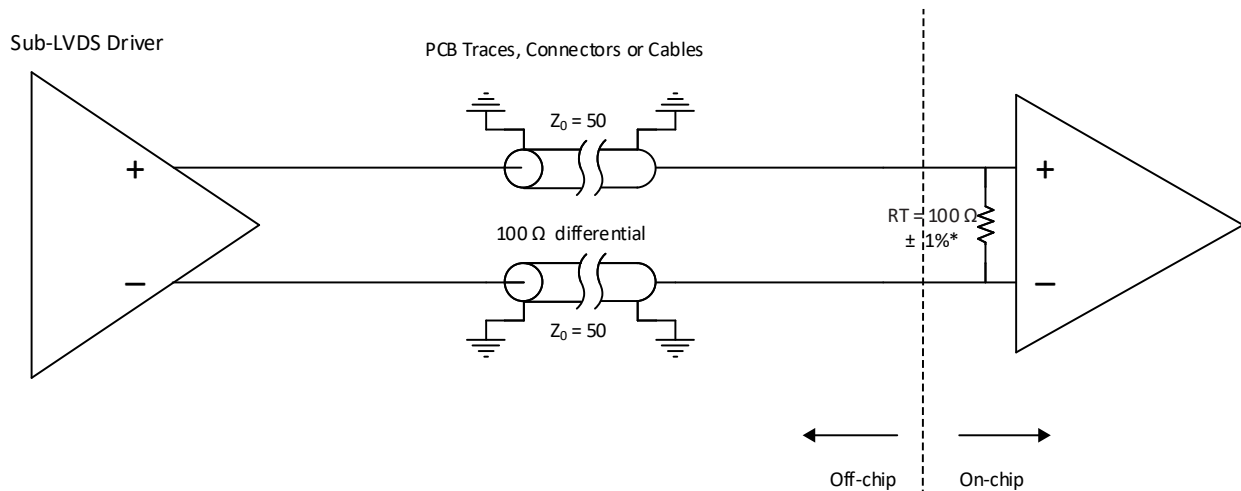 Sub-LVDS Driver
PCB Traces, Connectors or Cables
Z₀ = 50
+
+
RT = 100 Ω
± 1%*
100 Ω differential
−
−
Z₀ = 50
Off-chip
On-chip